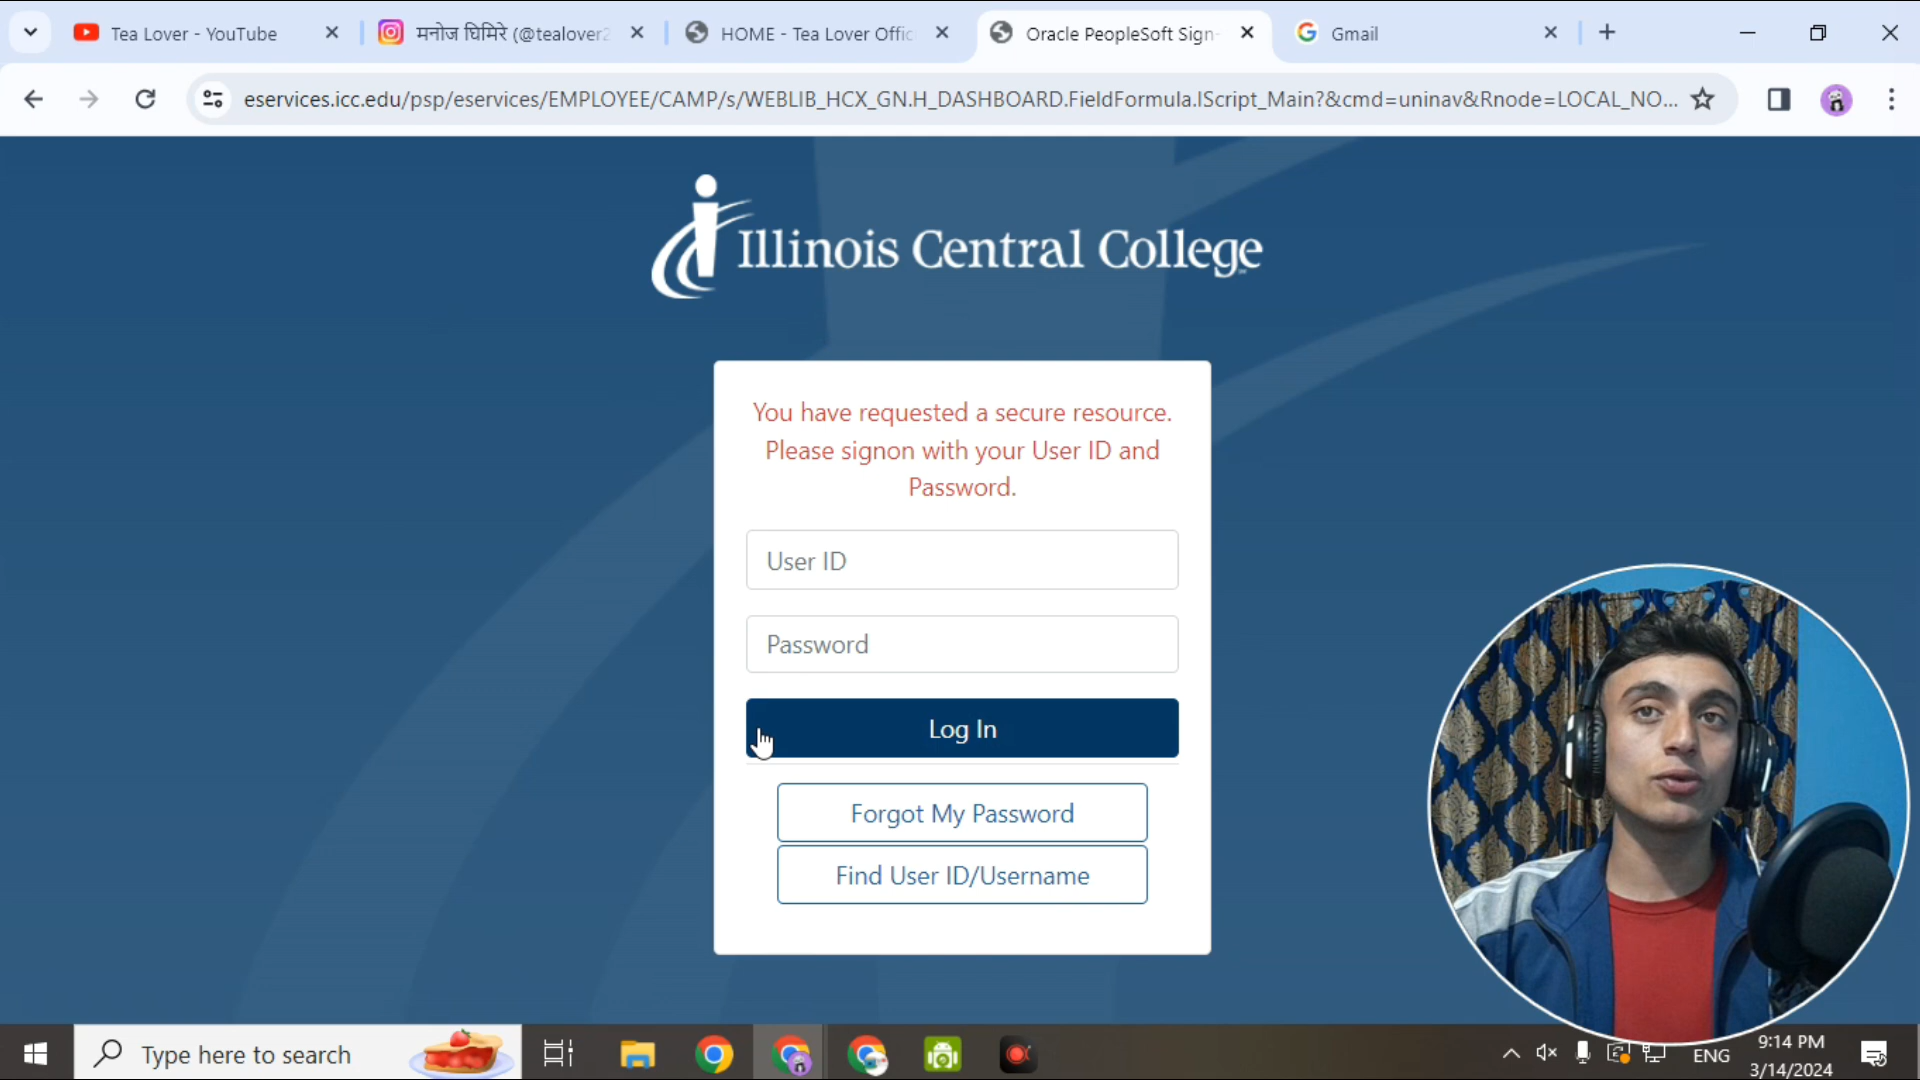 Tea Lover - YouTube
मनोज घिमिरे (@tealover2
HOME - Tea Lover Offic
Oracle PeopleSoft Sign-
Gmail
eservices.icc.edu/psp/eservices/EMPLOYEE/CAMP/s/WEBLIB_HCX_GN.H_DASHBOARD.FieldFormula.IScript_Main?&cmd=uninav&Rnode=LOCAL_NO...
Illinois Central College
You have requested a secure resource.
Please signon with your User ID and
Password.
User ID
Password
Log In
Forgot My Password
Find User ID/Username
Type here to search
ENG
9:14 PM
3/14/2024